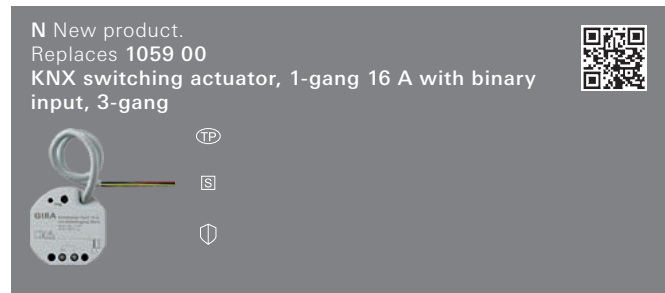 N New product.
Replaces 1059 00
KNX switching actuator, 1-gang 16 A with binary
input, 3-gang
TP
S
GIRA